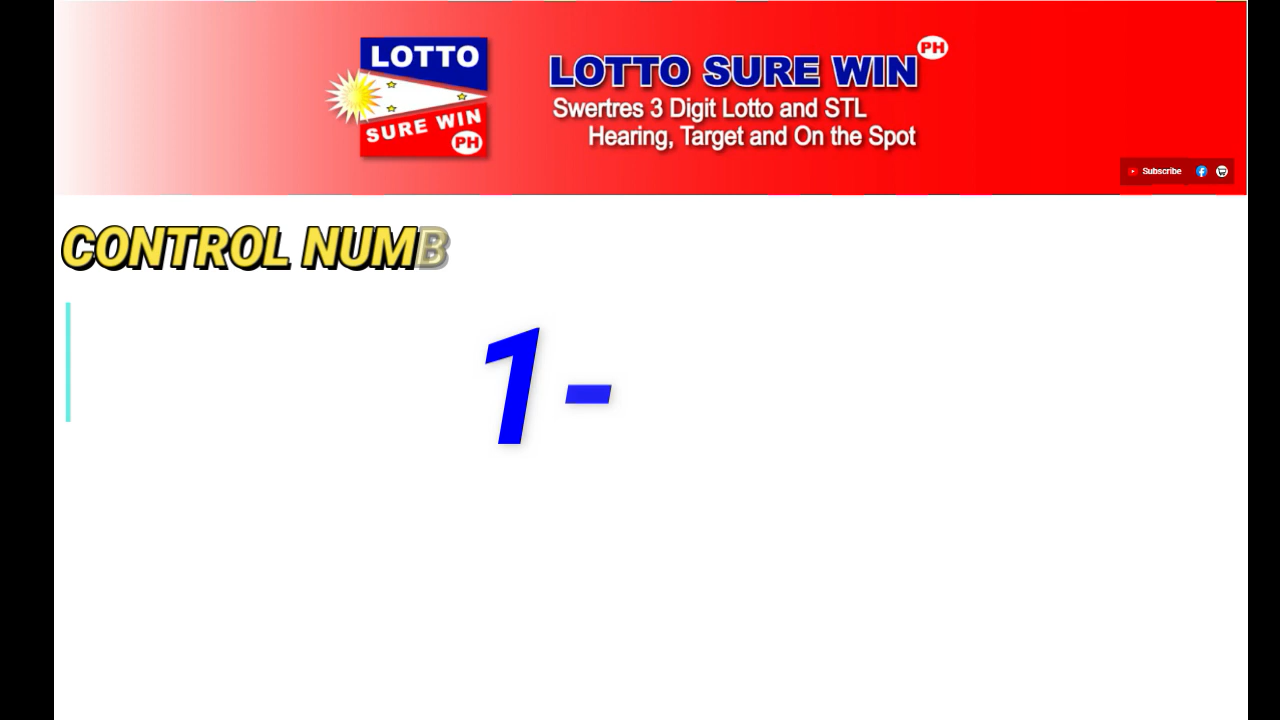 LOTTO
SURE WIN
PH
LOTTO SURE WIN PH
Swertres 3 Digit Lotto and STL
Hearing, Target and On the Spot
Subscribe
CONTROL NUMB
1-